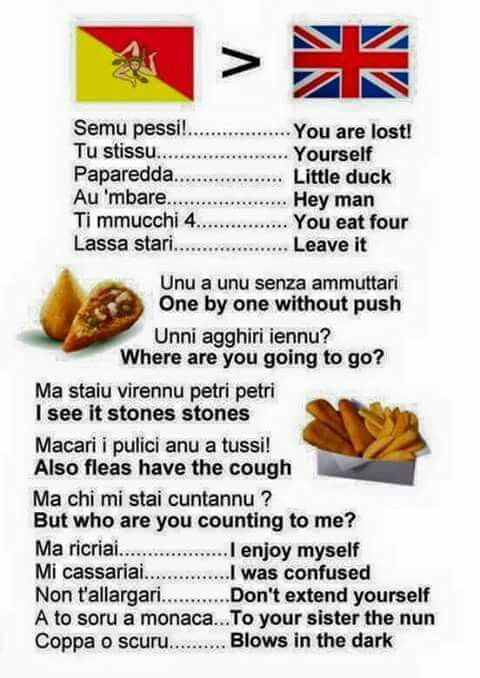 >
Semu pessi!.................You are lost!
Tu stissu..................... Yourself
Paparedda.................. Little duck
Au 'mbare.................... Hey man
Ti mmucchi 4............... You eat four
Lassa stari.................. Leave it
Unu a unu senza ammuttari
One by one without push
Unni agghiri iennu?
Where are you going to go?
Ma staiu virennu petri petri
I see it stones stones
Macari i pulici anu a tussi!
Also fleas have the cough
Ma chi mi stai cuntannu ?
But who are you counting to me?
Ma ricriai..................I enjoy myself
Mi cassariai..............I was confused
Non t'allargari...........Don't extend yourself
A to soru a monaca...To your sister the nun
Coppa o scuru.......... Blows in the dark